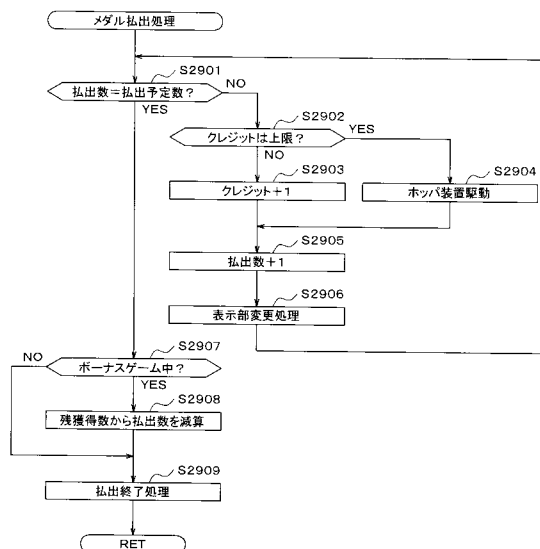 メダル払出処理
S2901
払出数＝払出予定数？
NO
YES
S2902
クレジットは上限？
YES
NO
S2903
クレジット＋1
S2904
ホッパ装置駆動
S2905
払出数＋1
S2906
表示部変更処理
S2907
NO
ボーナスゲーム中？
YES
S2908
残獲得数から払出数を減算
S2909
払出終了処理
RET